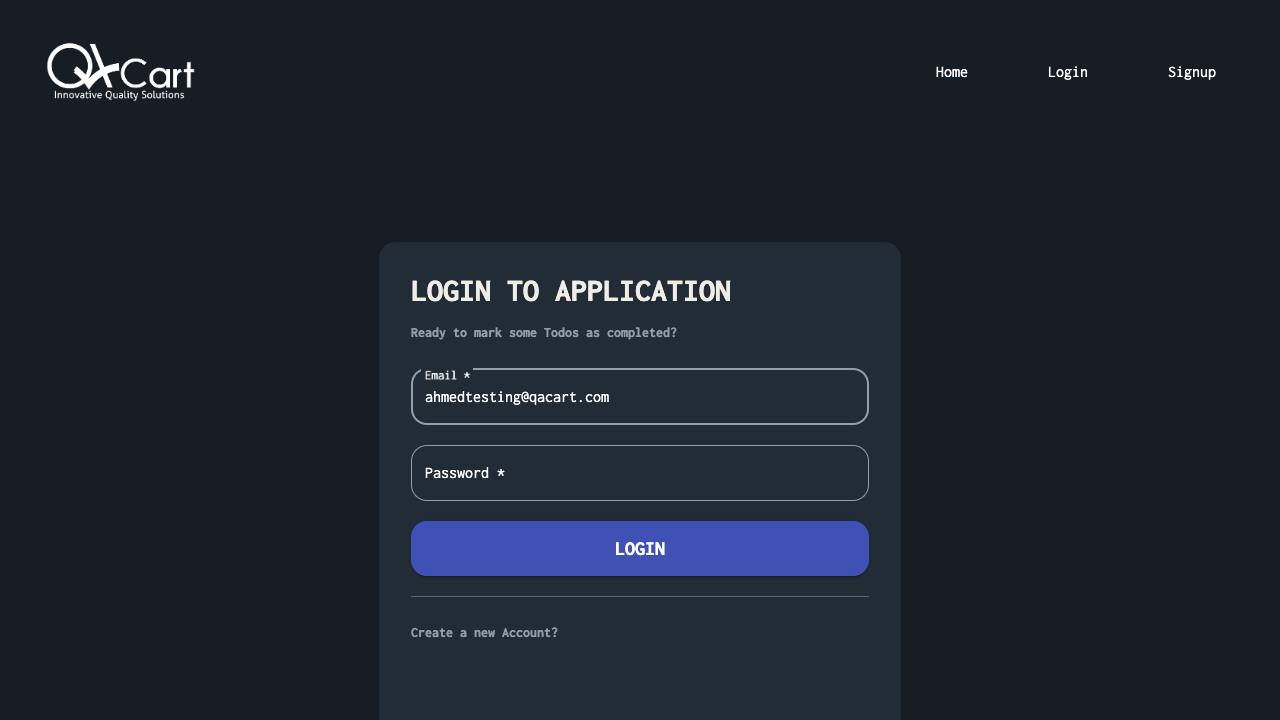 QACart
Innovative Quality Solutions
Home
Login
Signup
LOGIN TO APPLICATION
Ready to mark some Todos as completed?
Email *
ahmedtesting@qacart.com
Password *
LOGIN
Create a new Account?